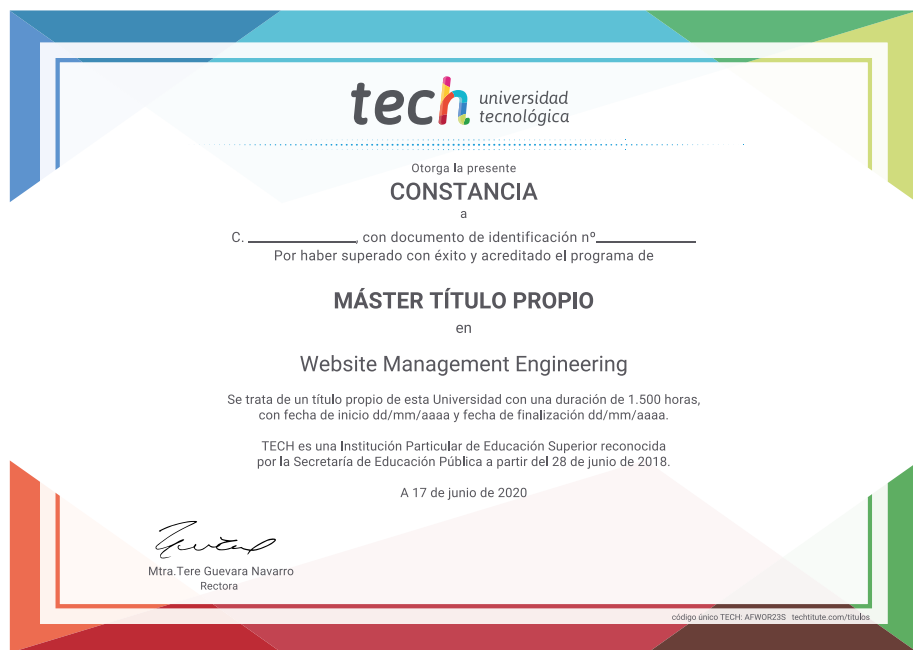 tech universidad
tecnológica
Otorga la presente
CONSTANCIA
a
C. ____________, con documento de identificación nº____________
Por haber superado con éxito y acreditado el programa de
MÁSTER TÍTULO PROPIO
en
Website Management Engineering
Se trata de un título propio de esta Universidad con una duración de 1.500 horas,
con fecha de inicio dd/mm/aaaa y fecha de finalización dd/mm/aaaa.
TECH es una Institución Particular de Educación Superior reconocida
por la Secretaría de Educación Pública a partir del 28 de junio de 2018.
A 17 de junio de 2020
Mtra.Tere Guevara Navarro
Rectora
código único TECH: AFWOR23S techtitute.com/titulos